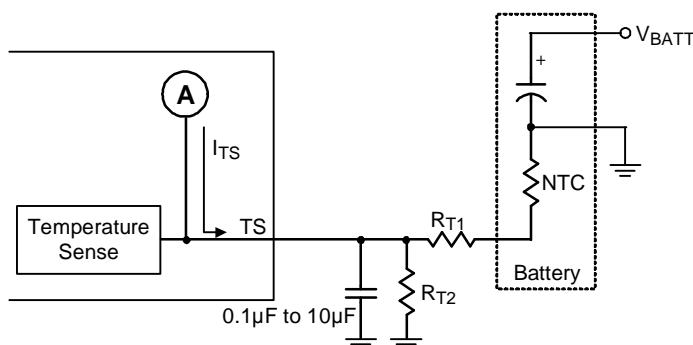 V_BATT
+
A
I_TS
NTC
Temperature
Sense
TS
R_T1
Battery
R_T2
0.1µF to 10µF